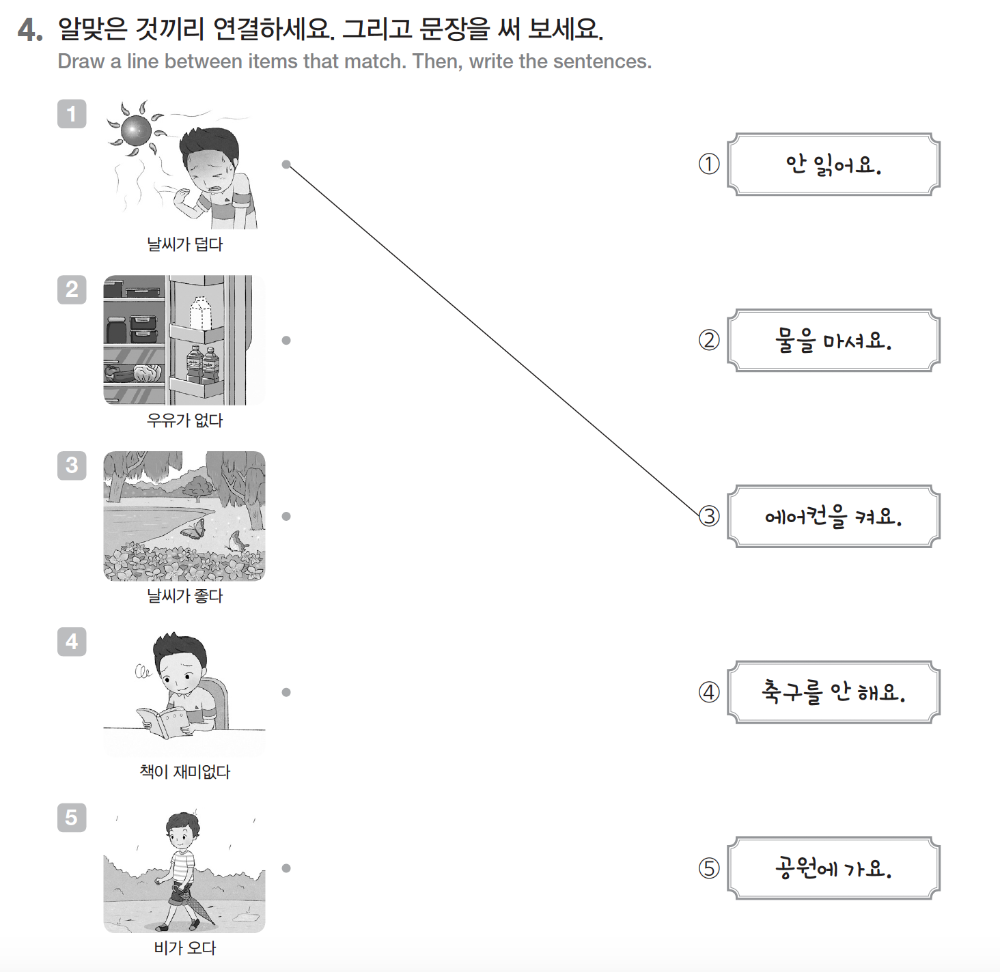 4. 알맞은 것끼리 연결하세요. 그리고 문장을 써 보세요.
Draw a line between items that match. Then, write the sentences.
1
날씨가 덥다
① 안 읽어요.
2
우유가 없다
② 물을 마셔요.
3
날씨가 좋다
③ 에어컨을 켜요.
4
책이 재미없다
④ 축구를 안 해요.
5
비가 오다
⑤ 공원에 가요.